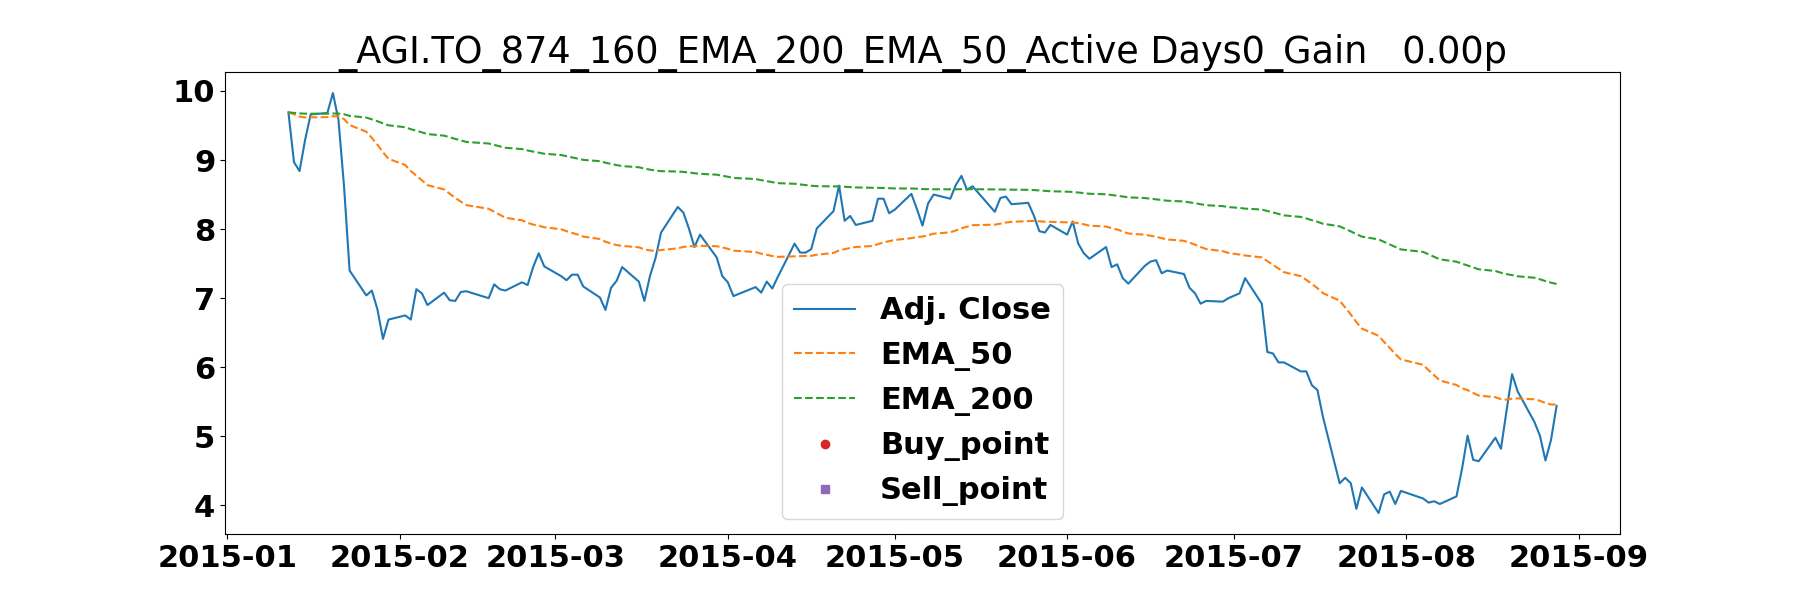 _AGI.TO_874_160_EMA_200_EMA_50_Active Days0_Gain   0.00p
10
9
8
7
6
5
4
Adj. Close
EMA_50
EMA_200
Buy_point
Sell_point
2015-01 2015-02 2015-03 2015-04 2015-05 2015-06 2015-07 2015-08 2015-09